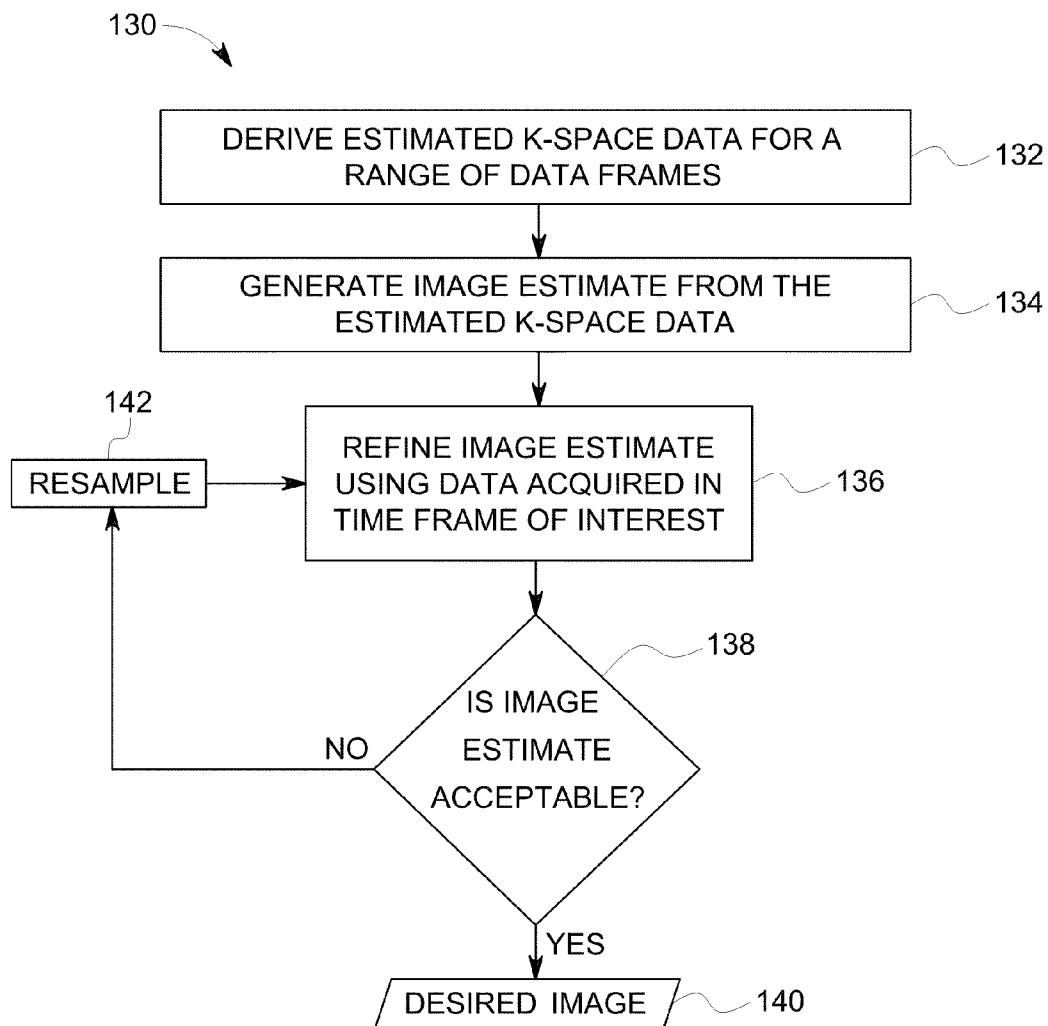 130
DERIVE ESTIMATED K-SPACE DATA FOR A
RANGE OF DATA FRAMES
132
GENERATE IMAGE ESTIMATE FROM THE
ESTIMATED K-SPACE DATA
134
142
RESAMPLE
REFINE IMAGE ESTIMATE
USING DATA ACQUIRED IN
TIME FRAME OF INTEREST
136
138
IS IMAGE
ESTIMATE
ACCEPTABLE?
NO
YES
DESIRED IMAGE
140